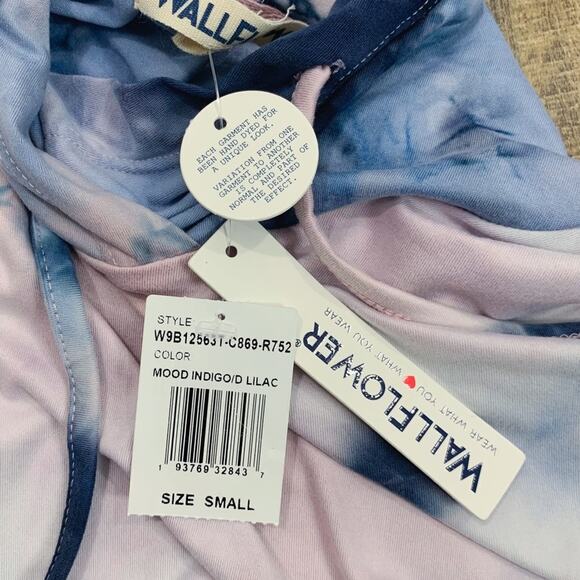 WALLFL
EACH GARMENT HAS
BEEN HAND DYED FOR
A UNIQUE LOOK.
VARIATION FROM ONE
GARMENT TO ANOTHER
IS COMPLETELY
NORMAL AND PART OF
THE DESIRED
EFFECT.
STYLE
W9B125631-C869-R752
COLOR
MOOD INDIGO/D LILAC
1 93769 32843 7
SIZE SMALL
WALLFLOWER®
WEAR WHAT YOU ♥ WHAT YOU WEAR